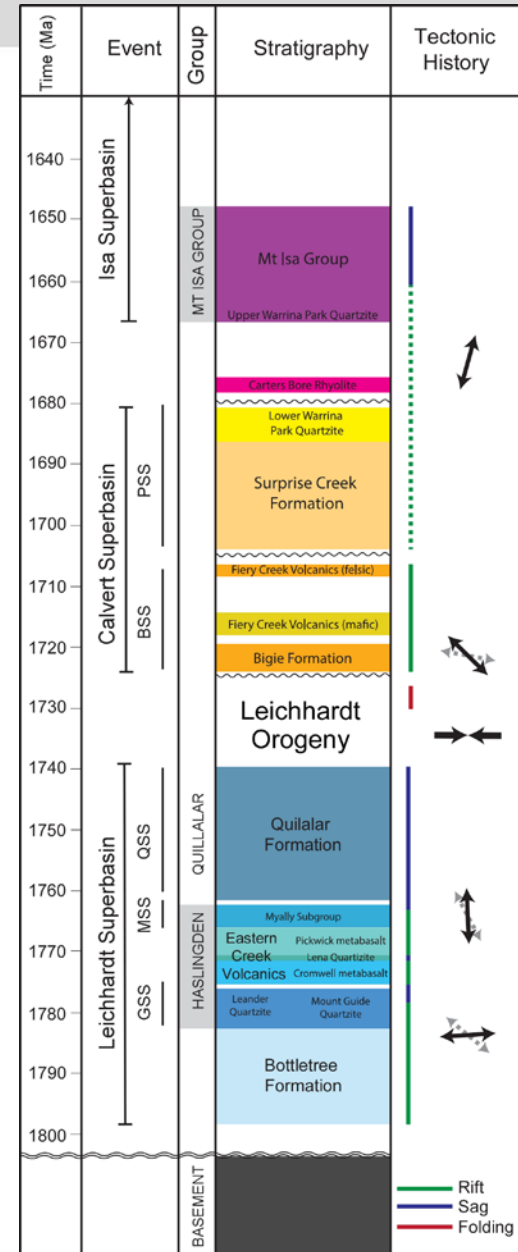 Time (Ma)
Event
Group
Stratigraphy
Tectonic
History
1640
1650
1660
1670
1680
1690
1700
1710
1720
1730
1740
1750
1760
1770
1780
1790
1800
Isa Superbasin
Calvert Superbasin
Leichhardt Superbasin
PSS
BSS
QSS
MSS
GSS
MT ISA GROUP
QUILLALAR
HASLINGDEN
BASEMENT
Mt Isa Group
Upper Warrina Park Quartzite
Carters Bore Rhyolite
Lower Warrina
Park Quartzite
Surprise Creek
Formation
Fiery Creek Volcanics (felsic)
Fiery Creek Volcanics (mafic)
Bigie Formation
Leichhardt
Orogeny
Quilalar
Formation
Myally Subgroup
Eastern
Creek
Volcanics
Pickwick metabasalt
Lena Quartizite
Cromwell metabasalt
Leander
Quartzite
Mount Guide
Quartzite
Bottletree
Formation
Rift
Sag
Folding